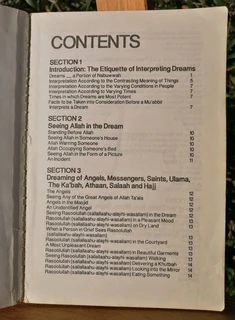 CONTENTS
SECTION 1
Introduction: The Etiquette of Interpreting Dreams
Dreams __ a Portion of Nabuwwah 1
Interpretation According to the Contrasting Meaning of Things 5
Interpretation According to the Varying Conditions in People 7
Interpretation According to Varying Times 7
Times in which Dreams are Most Potent 7
Facts to be Taken into Consideration Before a Mu'abbir
Interprets a Dream 7
SECTION 2
Seeing Allah in the Dream
Standing Before Allah 10
Seeing Allah in Someone's House 10
Allah Warning Someone 10
Allah Occupying Someone's Bed 10
Seeing Allah in the Form of a Picture 10
An Incident 11
SECTION 3
Dreaming of Angels, Messengers, Saints, Ulama,
The Ka'bah, Athaan, Salaah and Hajj
The Angels 12
Seeing Any of the Great Angels of Allah Ta'ala 12
Angels in the Masjid 12
An Unidentified Angel 12
Seeing Rasoolullah (sallallaahu-alayhi-wasallam) in the Dream 12
Rasoolullah (sallallaahu-alayhi-wasallam) in a Pleasant Mood 13
Rasoolullah (sallallaahu-alayhi-wasallam) on Dry Land 13
When a Person in Grief Sees Rasoolullah
(sallallaahu-alayhi-wasallam) 13
Rasoolullah (sallallaahu-alayhi-wasallam) in the Courtyard 13
A Most Unpleasant Dream 13
Rasoolullah (sallallaahu-alayhi-wasallam) in Beautiful Garments 13
Seeing Rasoolullah (sallallaahu-alayhi-wasallam) Walking 13
Rasoolullah (sallallaahu-alayhi-wasallam) Delivering a Khutbah 14
Rasoolullah (sallallaahu-alayhi-wasallam) Looking into the Mirror 14
Rasoolullah (sallallaahu-alayhi-wasallam) Eating Something 14